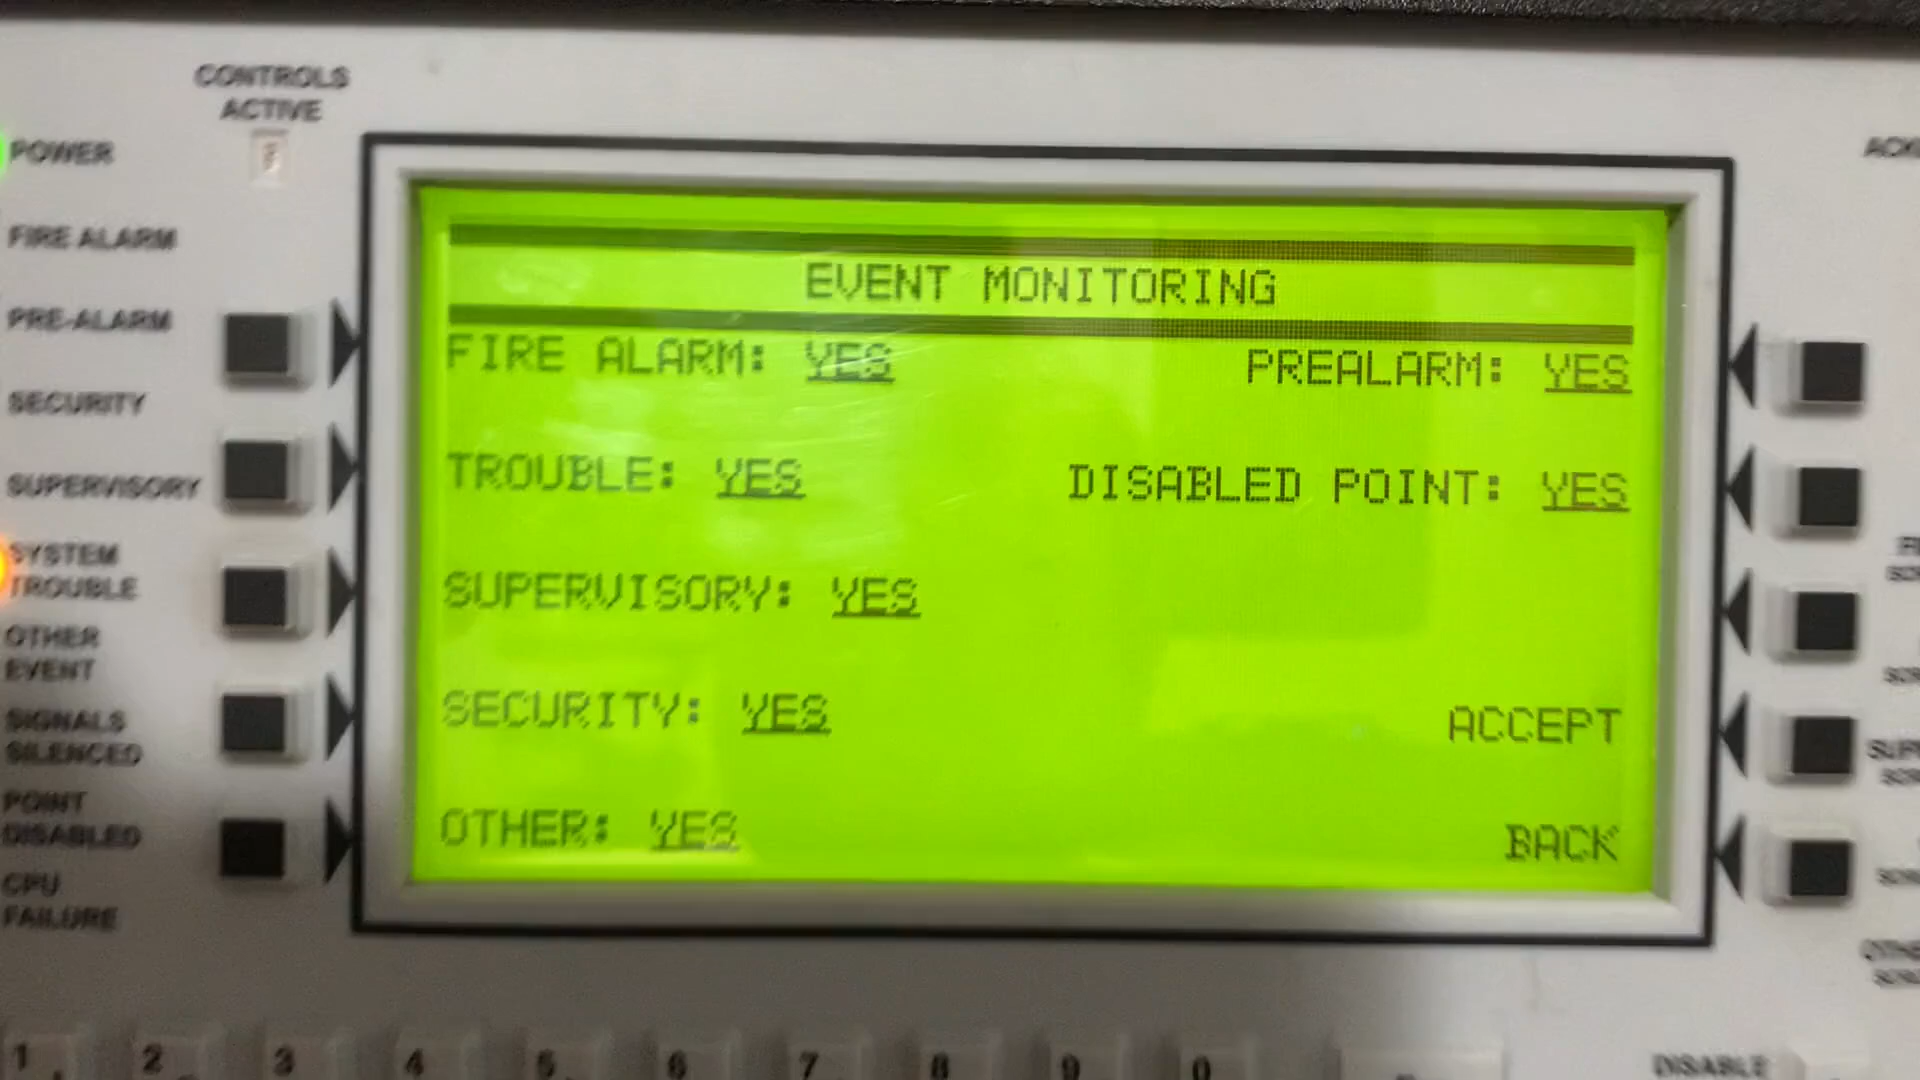 CONTROLS
ACTIVE
POWER
FIRE ALARM
PRE-ALARM
SECURITY
SUPERVISORY
SYSTEM
TROUBLE
OTHER
EVENT
SIGNALS
SILENCED
POINT
DISABLED
CPU
FAILURE
EVENT MONITORING
FIRE ALARM: YES
PREALARM: YES
TROUBLE: YES
DISABLED POINT: YES
SUPERVISORY: YES
SECURITY: YES
ACCEPT
OTHER: YES
BACK
1 2 3 4 5 6 7 8 9 0
DISABLE